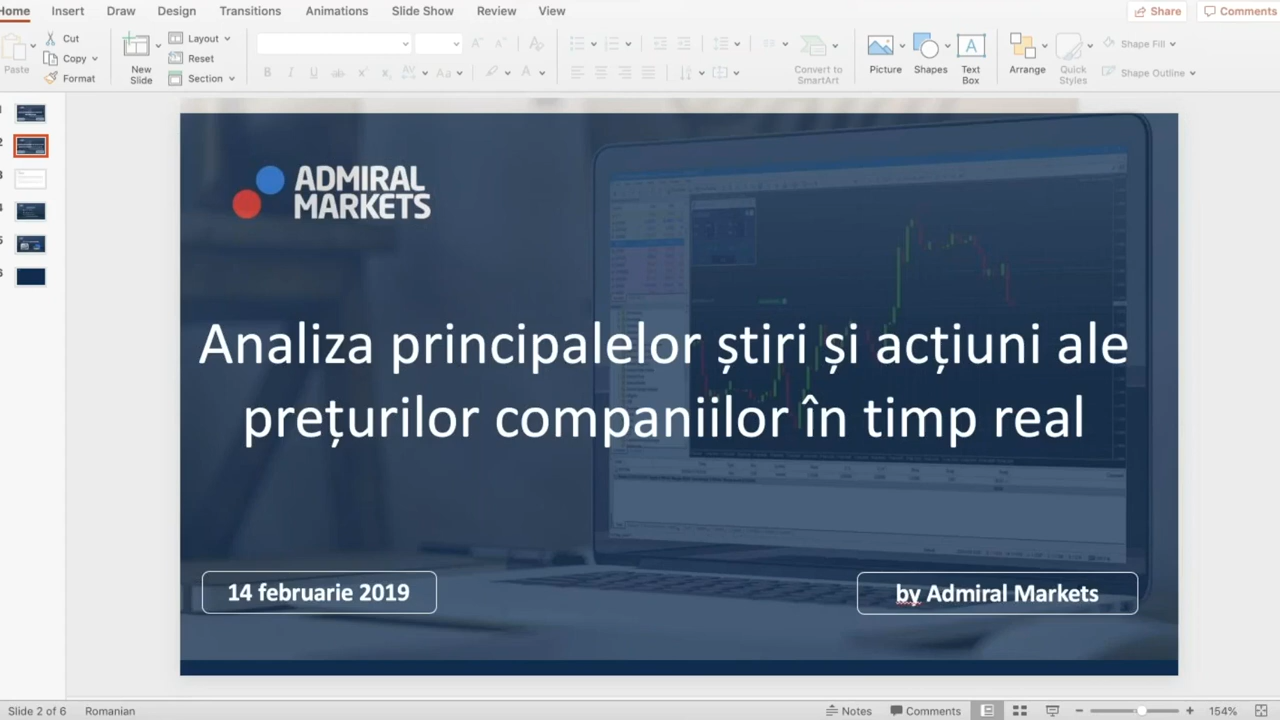 Home Insert Draw Design Transitions Animations Slide Show Review View Share Comments
Cut
Copy
Format
Paste
New Slide
Layout
Reset
Section
Convert to SmartArt
Picture
Shapes
Text Box
Arrange
Quick Styles
Shape Fill
Shape Outline
ADMIRAL
MARKETS
Analiza principalelor știri și acțiuni ale
prețurilor companiilor în timp real
14 februarie 2019
by Admiral Markets
Slide 2 of 6 Romanian Notes Comments 154%